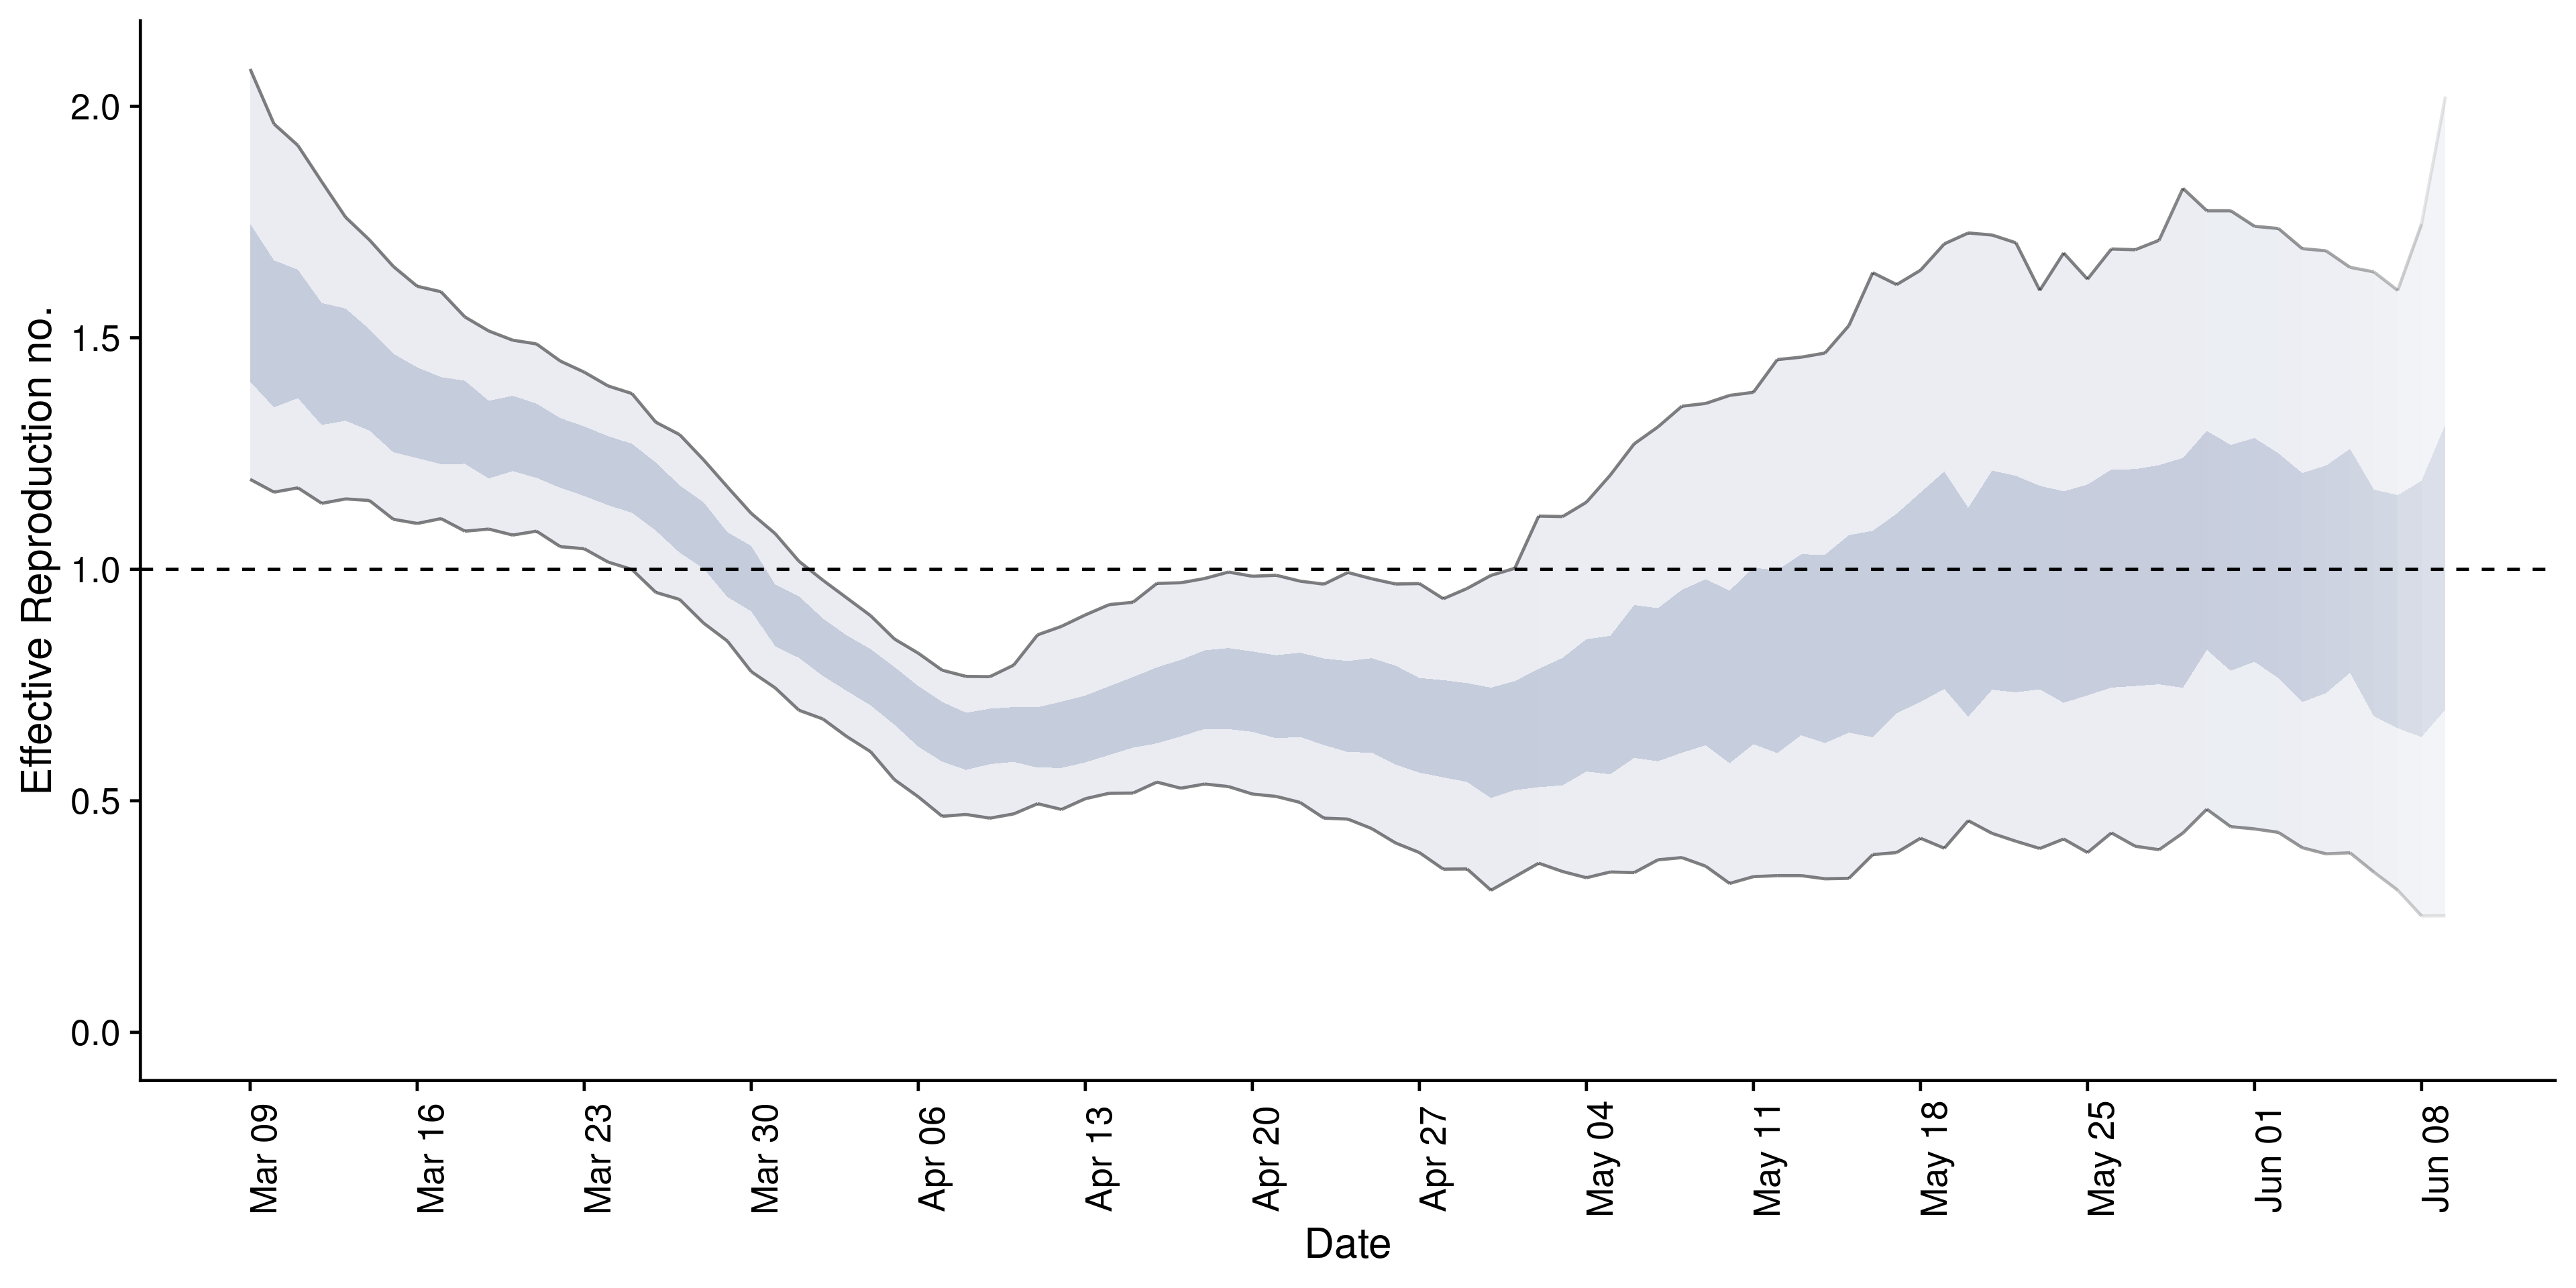 Effective Reproduction no.
2.0
1.5
1.0
0.5
0.0
Mar 09
Mar 16
Mar 23
Mar 30
Apr 06
Apr 13
Apr 20
Apr 27
May 04
May 11
May 18
May 25
Jun 01
Jun 08
Date